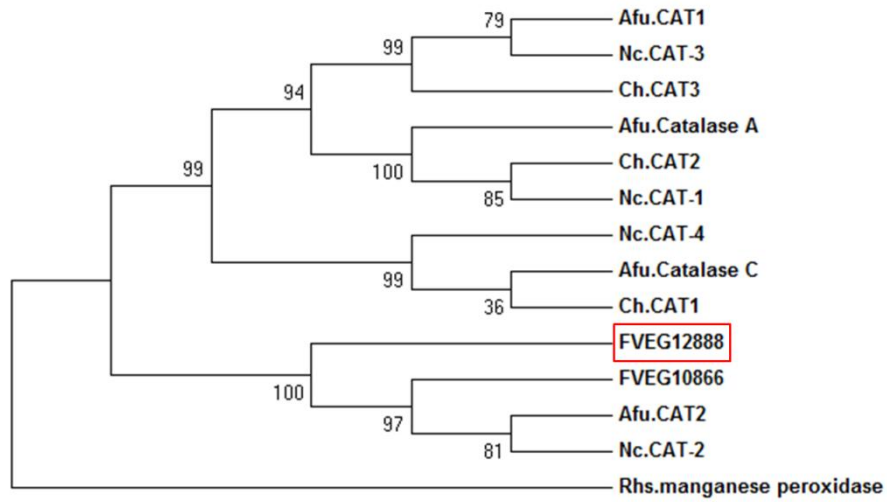 79
Afu.CAT1
99
Nc.CAT-3
94
Ch.CAT3
Afu.Catalase A
99
100
Ch.CAT2
85
Nc.CAT-1
Nc.CAT-4
99
Afu.Catalase C
36
Ch.CAT1
FVEG12888
100
FVEG10866
97
Afu.CAT2
81
Nc.CAT-2
Rhs.manganese peroxidase